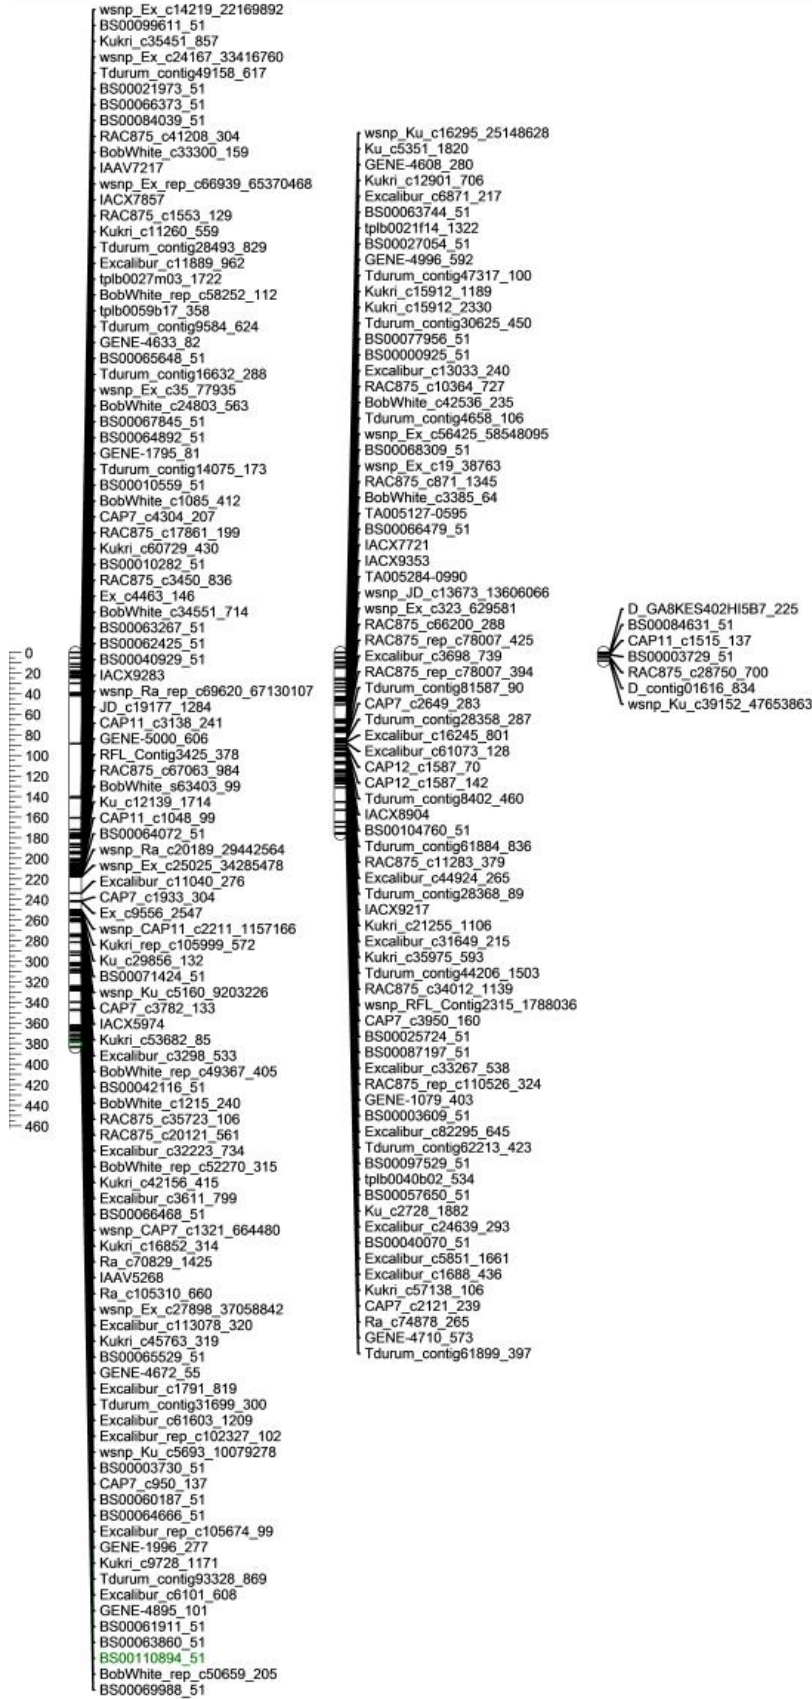 wsnp_Ex_c14219_22169892
BS00099611_51
Kukri_c35451_857
wsnp_Ex_c24167_33416760
Tdurum_contig49158_617
BS00021973_51
BS00066373_51
BS00084039_51
RAC875_c41208_304
BobWhite_c33300_159
IAAV7217
wsnp_Ex_rep_c66939_65370468
IACX7857
RAC875_c1553_129
Kukri_c11260_559
Tdurum_contig28493_829
Excalibur_c11889_962
tplb0027m03_1722
BobWhite_rep_c58252_112
tplb0059b17_358
Tdurum_contig9584_624
GENE-4633_82
BS00065648_51
Tdurum_contig16632_288
wsnp_Ex_c35_77935
BobWhite_c24803_563
BS00067845_51
BS00064892_51
GENE-1795_81
Tdurum_contig14075_173
BS00010559_51
BobWhite_c1085_412
CAP7_c4304_207
RAC875_c17861_199
Kukri_c60729_430
BS00010282_51
RAC875_c3450_836
Ex_c4463_146
BobWhite_c34551_714
BS00063267_51
BS00062425_51
BS00040929_51
IACX9283
wsnp_Ra_rep_c69620_67130107
JD_c19177_1284
CAP11_c3138_241
GENE-5000_606
RFL_Contig3425_378
RAC875_c67063_984
BobWhite_s63403_99
Ku_c12139_1714
CAP11_c1048_99
BS00064072_51
wsnp_Ra_c20189_29442564
wsnp_Ex_c25025_34285478
Excalibur_c11040_276
CAP7_c1933_304
Ex_c9556_2547
wsnp_CAP11_c2211_1157166
Kukri_rep_c105999_572
Ku_c29856_132
BS00071424_51
wsnp_Ku_c5160_9203226
CAP7_c3782_133
IACX5974
Kukri_c53682_85
Excalibur_c3298_533
BobWhite_rep_c49367_405
BS00042116_51
BobWhite_c1215_240
RAC875_c35723_106
RAC875_c20121_561
Excalibur_c32223_734
BobWhite_rep_c52270_315
Kukri_c42156_415
Excalibur_c3611_799
BS00066468_51
wsnp_CAP7_c1321_664480
Kukri_c16852_314
Ra_c70829_1425
IAAV5268
Ra_c105310_660
wsnp_Ex_c27898_37058842
Excalibur_c113078_320
Kukri_c45763_319
BS00065529_51
GENE-4672_55
Excalibur_c1791_819
Tdurum_contig31699_300
Excalibur_c61603_1209
Excalibur_rep_c102327_102
wsnp_Ku_c5693_10079278
BS00003730_51
CAP7_c950_137
BS00060187_51
BS00064666_51
Excalibur_rep_c105674_99
GENE-1996_277
Kukri_c9728_1171
Tdurum_contig93328_869
Excalibur_c6101_608
GENE-4895_101
BS00061911_51
BS00063860_51
BS00110894_51
BobWhite_rep_c50659_205
BS00069988_51
0
20
40
60
80
100
120
140
160
180
200
220
240
260
280
300
320
340
360
380
400
420
440
460
wsnp_Ku_c16295_25148628
Ku_c5351_1820
GENE-4608_280
Kukri_c12901_706
Excalibur_c6871_217
BS00063744_51
tplb0021f14_1322
BS00027054_51
GENE-4996_592
Tdurum_contig47317_100
Kukri_c15912_1189
Kukri_c15912_2330
Tdurum_contig30625_450
BS00077956_51
BS00000925_51
Excalibur_c13033_240
RAC875_c10364_727
BobWhite_c42536_235
Tdurum_contig4658_106
wsnp_Ex_c56425_58548095
BS00068309_51
wsnp_Ex_c19_38763
RAC875_c871_1345
BobWhite_c3385_64
TA005127-0595
BS00066479_51
IACX7721
IACX9353
TA005284-0990
wsnp_JD_c13673_13606066
wsnp_Ex_c323_629581
RAC875_c66200_288
RAC875_rep_c78007_425
Excalibur_c3698_739
RAC875_rep_c78007_394
Tdurum_contig81587_90
CAP7_c2649_283
Tdurum_contig28358_287
Excalibur_c16245_801
Excalibur_c61073_128
CAP12_c1587_70
CAP12_c1587_142
Tdurum_contig8402_460
IACX8904
BS00104760_51
Tdurum_contig61884_836
RAC875_c11283_379
Excalibur_c44924_265
Tdurum_contig28368_89
IACX9217
Kukri_c21255_1106
Excalibur_c31649_215
Kukri_c35975_593
Tdurum_contig44206_1503
RAC875_c34012_1139
wsnp_RFL_Contig2315_1788036
CAP7_c3950_160
BS00025724_51
BS00087197_51
Excalibur_c33267_538
RAC875_rep_c110526_324
GENE-1079_403
BS00003609_51
Excalibur_c82295_645
Tdurum_contig62213_423
BS00097529_51
tplb0040b02_534
BS00057650_51
Ku_c2728_1882
Excalibur_c24639_293
BS00040070_51
Excalibur_c5851_1661
Excalibur_c1688_436
Kukri_c57138_106
CAP7_c2121_239
Ra_c74878_265
GENE-4710_573
Tdurum_contig61899_397
D_GA8KES402HI5B7_225
BS00084631_51
CAP11_c1515_137
BS00003729_51
RAC875_c28750_700
D_contig01616_834
wsnp_Ku_c39152_47653863